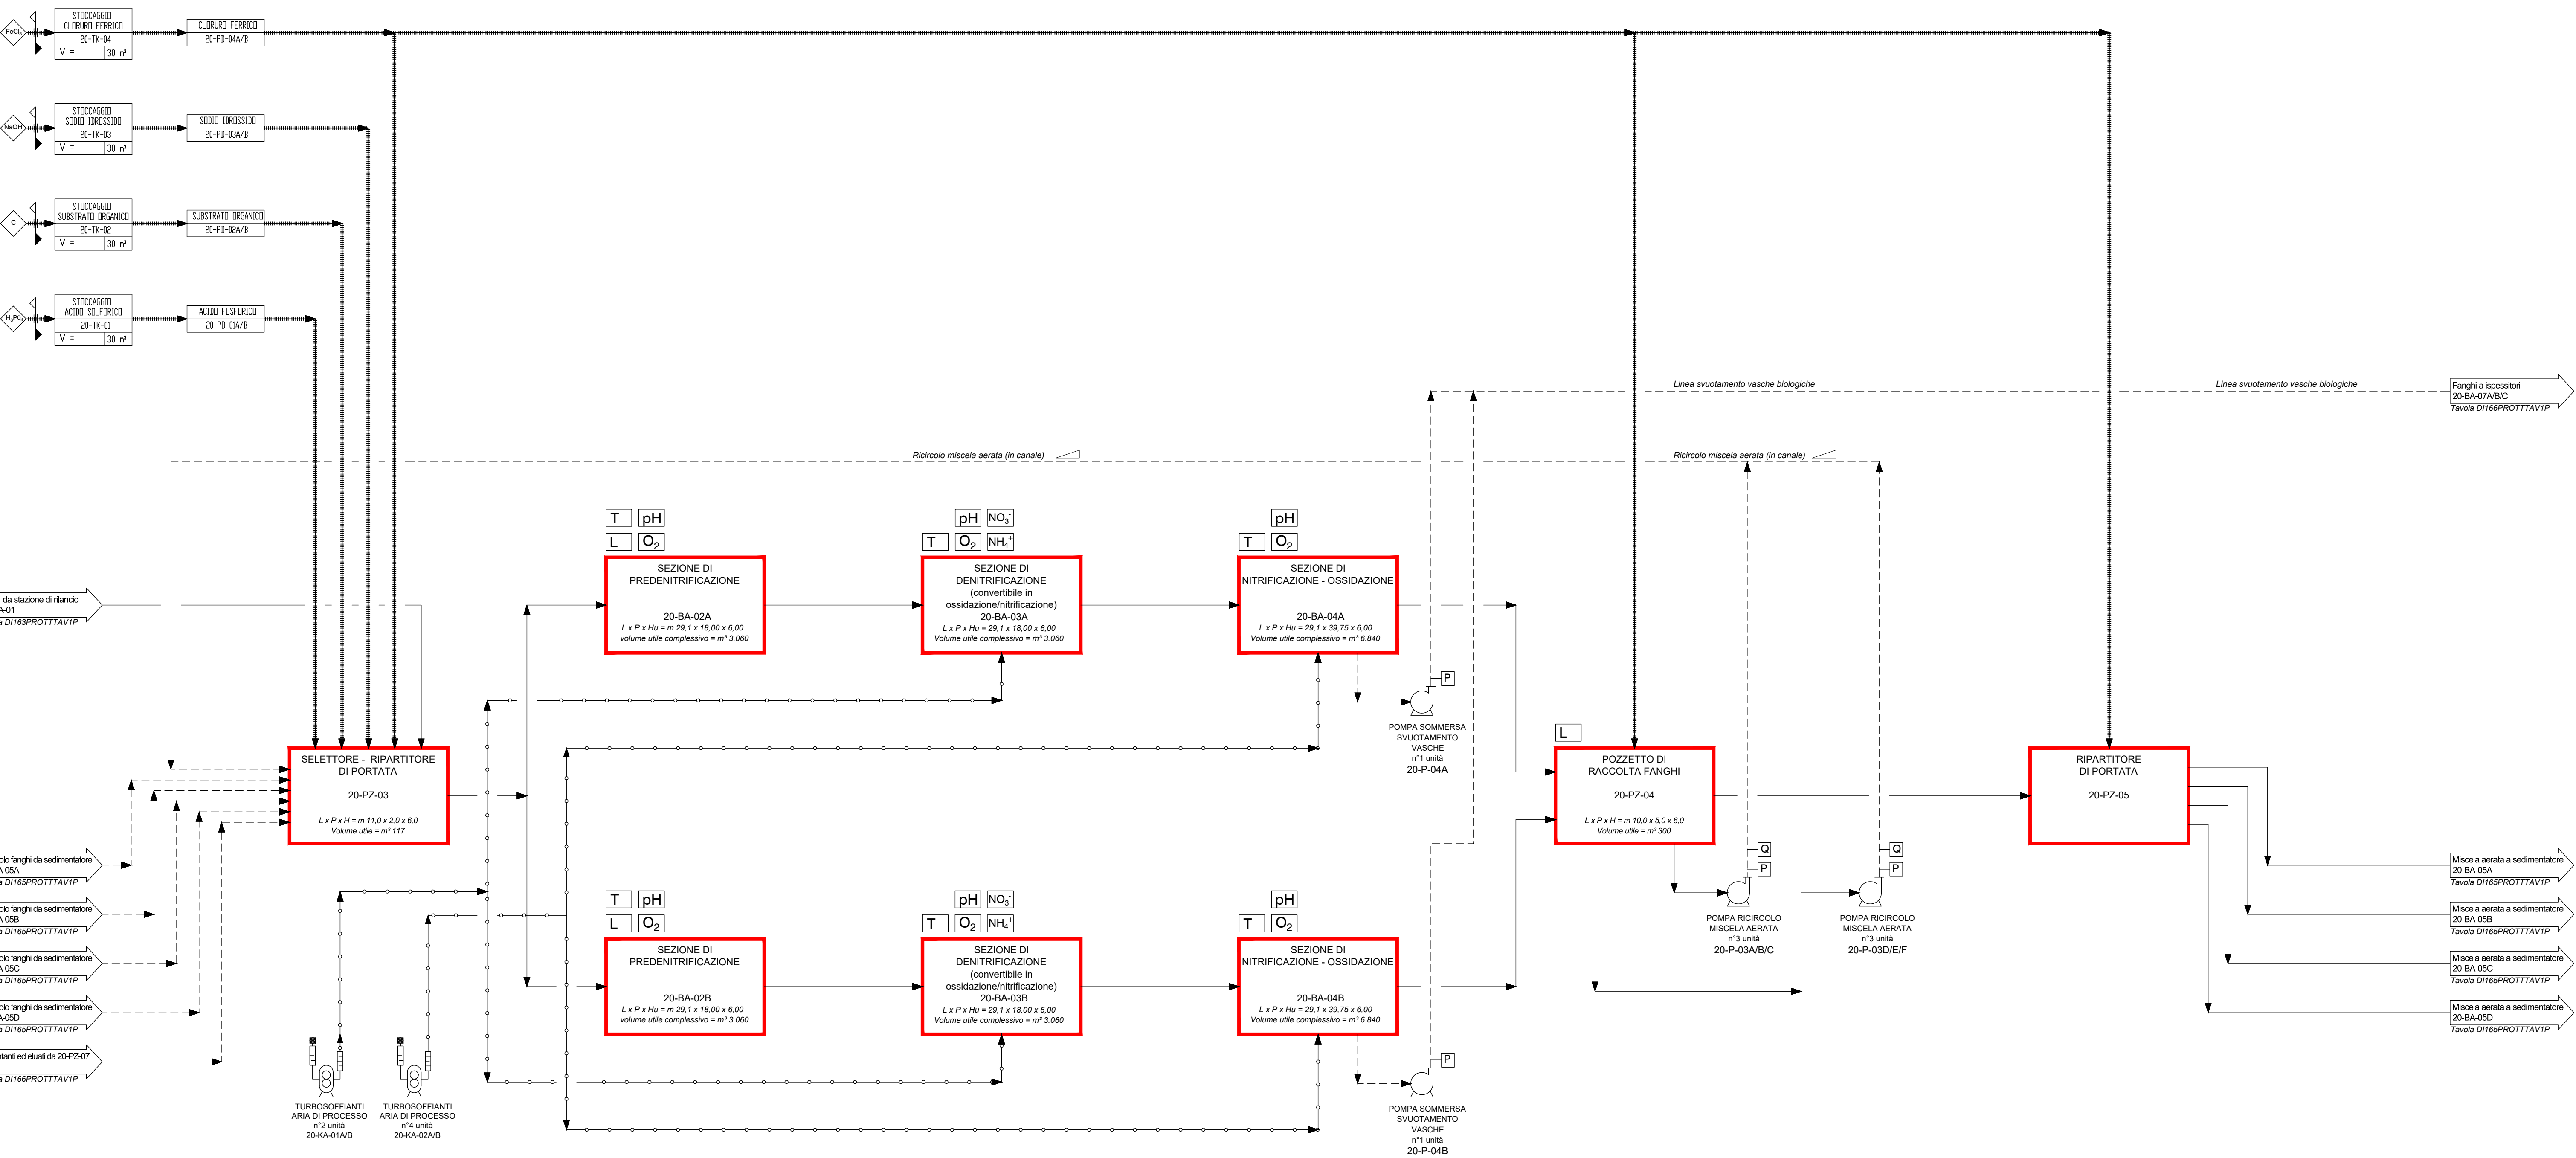 FeCl₃
STOCCAGGIO
CLORURO FERRICO
20-TK-04
V = 30 m³
CLORURO FERRICO
20-PD-04A/B
NaOH
STOCCAGGIO
SODIO IDROSSIDO
20-TK-03
V = 30 m³
SODIO IDROSSIDO
20-PD-03A/B
C
STOCCAGGIO
SUBSTRATO ORGANICO
20-TK-02
V = 30 m³
SUBSTRATO ORGANICO
20-PD-02A/B
H₃PO₄
STOCCAGGIO
ACIDO SOLFORICO
20-TK-01
V = 30 m³
ACIDO FOSFORICO
20-PD-01A/B
Linea svuotamento vasche biologiche
Linea svuotamento vasche biologiche
Fanghi a ispessitori
20-BA-07A/B/C
Tavola DI166PROTTTAV1P
Ricircolo miscela aerata (in canale)
Ricircolo miscela aerata (in canale)
T pH
L O₂
SEZIONE DI
PREDENITRIFICAZIONE
20-BA-02A
L x P x Hu = m 29,1 x 18,00 x 6,00
volume utile complessivo = m³ 3.060
pH NO₃⁻
T O₂ NH₄⁺
SEZIONE DI
DENITRIFICAZIONE
(convertibile in
ossidazione/nitrificazione)
20-BA-03A
L x P x Hu = 29,1 x 18,00 x 6,00
Volume utile complessivo = m³ 3.060
pH
T O₂
SEZIONE DI
NITRIFICAZIONE - OSSIDAZIONE
20-BA-04A
L x P x Hu = 29,1 x 39,75 x 6,00
Volume utile complessivo = m³ 6.840
da stazione di rilancio
A-01
DI163PROTTTAV1P
P
POMPA SOMMERSA
SVUOTAMENTO
VASCHE
n°1 unità
20-P-04A
SELETTORE - RIPARTITORE
DI PORTATA
20-PZ-03
L x P x H = m 11,0 x 2,0 x 6,0
Volume utile = m³ 117
L
POZZETTO DI
RACCOLTA FANGHI
20-PZ-04
L x P x H = m 10,0 x 5,0 x 6,0
Volume utile = m³ 300
RIPARTITORE
DI PORTATA
20-PZ-05
Q
P
POMPA RICIRCOLO
MISCELA AERATA
n°3 unità
20-P-03A/B/C
Q
P
POMPA RICIRCOLO
MISCELA AERATA
n°3 unità
20-P-03D/E/F
olo fanghi da sedimentatore
A-05A
a DI165PROTTTAV1P
olo fanghi da sedimentatore
A-05B
a DI165PROTTTAV1P
olo fanghi da sedimentatore
A-05C
a DI165PROTTTAV1P
olo fanghi da sedimentatore
A-05D
a DI165PROTTTAV1P
ntanti ed eluati da 20-PZ-07
a DI166PROTTTAV1P
Miscela aerata a sedimentatore
20-BA-05A
Tavola DI165PROTTTAV1P
Miscela aerata a sedimentatore
20-BA-05B
Tavola DI165PROTTTAV1P
Miscela aerata a sedimentatore
20-BA-05C
Tavola DI165PROTTTAV1P
Miscela aerata a sedimentatore
20-BA-05D
Tavola DI165PROTTTAV1P
T pH
L O₂
SEZIONE DI
PREDENITRIFICAZIONE
20-BA-02B
L x P x Hu = m 29,1 x 18,00 x 6,00
volume utile complessivo = m³ 3.060
pH NO₃⁻
T O₂ NH₄⁺
SEZIONE DI
DENITRIFICAZIONE
(convertibile in
ossidazione/nitrificazione)
20-BA-03B
L x P x Hu = 29,1 x 18,00 x 6,00
Volume utile complessivo = m³ 3.060
pH
T O₂
SEZIONE DI
NITRIFICAZIONE - OSSIDAZIONE
20-BA-04B
L x P x Hu = 29,1 x 39,75 x 6,00
Volume utile complessivo = m³ 6.840
P
POMPA SOMMERSA
SVUOTAMENTO
VASCHE
n°1 unità
20-P-04B
TURBOSOFFIANTI
ARIA DI PROCESSO
n°2 unità
20-KA-01A/B
TURBOSOFFIANTI
ARIA DI PROCESSO
n°4 unità
20-KA-02A/B